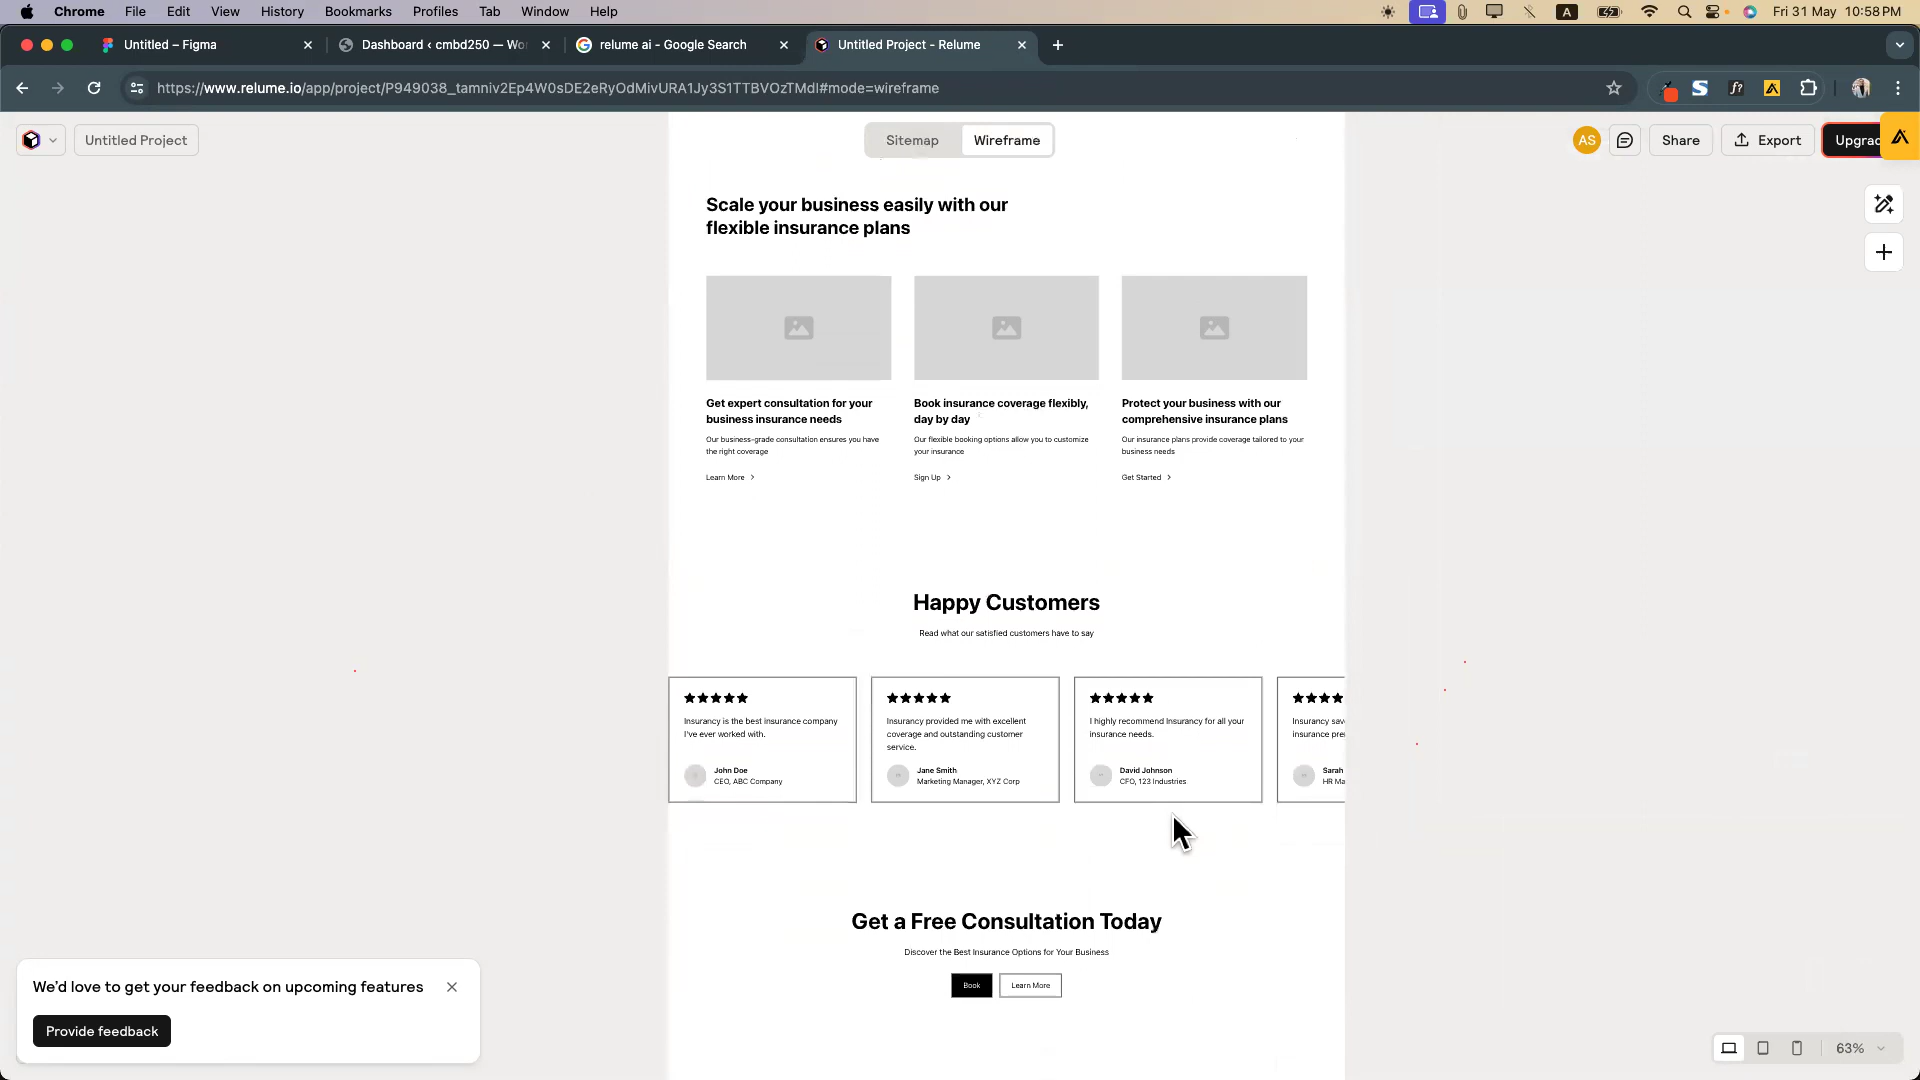 Chrome File Edit View History Bookmarks Profiles Tab Window Help
A
Fri 31 May 10:58 PM
Untitled – Figma
Dashboard ‹ cmbd250 — Wo
relume ai - Google Search
Untitled Project - Relume
https://www.relume.io/app/project/P949038_tamniv2Ep4W0sDE2eRyOdMivURA1Jy3S1TTBVOzTMdI#mode=wireframe
S
f?
Untitled Project
Sitemap
Wireframe
AS
Share
Export
Upgrad
Scale your business easily with our
flexible insurance plans
Get expert consultation for your
business insurance needs
Our business-grade consultation ensures you have
the right coverage
Learn More
Book insurance coverage flexibly,
day by day
Our flexible booking options allow you to customize
your insurance
Sign Up
Protect your business with our
comprehensive insurance plans
Our insurance plans provide coverage tailored to your
business needs
Get Started
Happy Customers
Read what our satisfied customers have to say
Insurancy is the best insurance company
I've ever worked with.
John Doe
CEO, ABC Company
Insurancy provided me with excellent
coverage and outstanding customer
service.
Jane Smith
Marketing Manager, XYZ Corp
I highly recommend Insurancy for all your
insurance needs.
David Johnson
CFO, 123 Industries
Insurancy sav
insurance pre
Sarah
HR Ma
Get a Free Consultation Today
Discover the Best Insurance Options for Your Business
Book
Learn More
We'd love to get your feedback on upcoming features
Provide feedback
63%